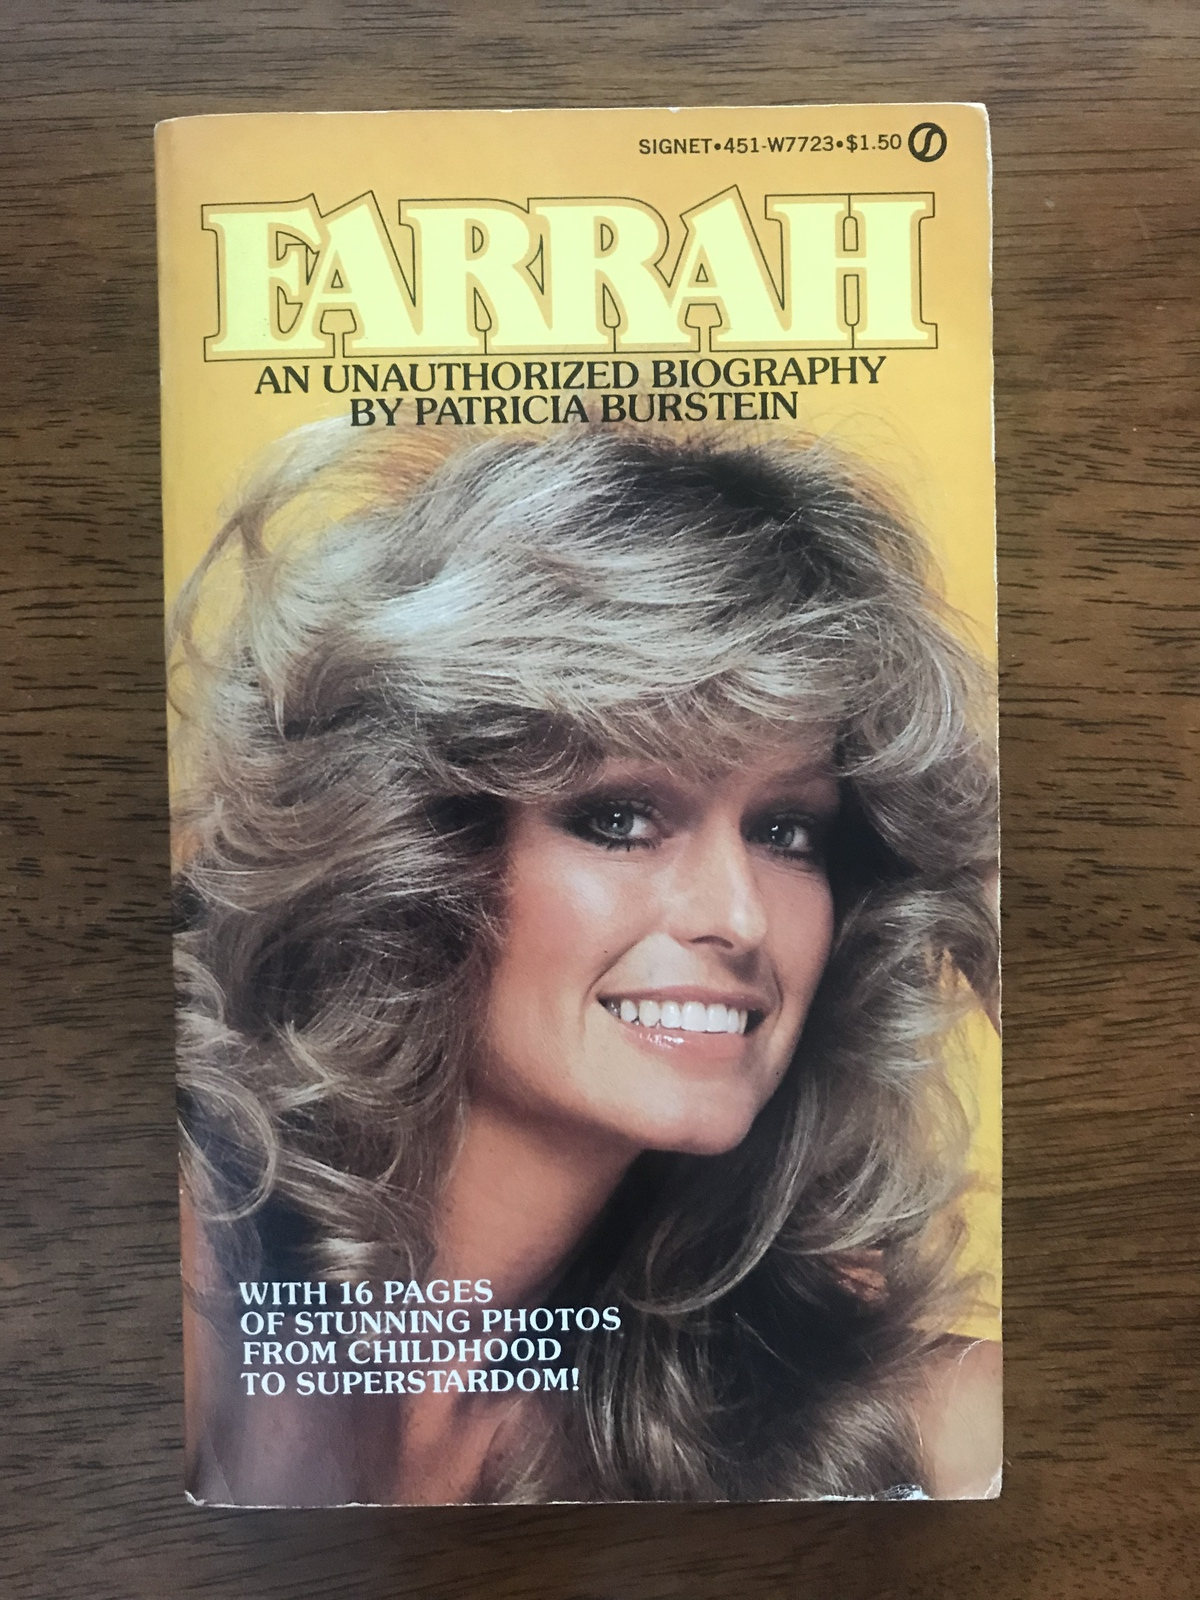 SIGNET•451-W7723•$1.50
FARRAH
AN UNAUTHORIZED BIOGRAPHY
BY PATRICIA BURSTEIN
WITH 16 PAGES
OF STUNNING PHOTOS
FROM CHILDHOOD
TO SUPERSTARDOM!